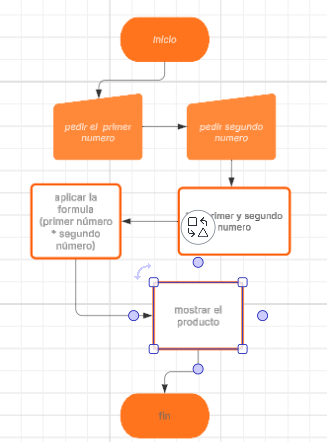 Inicio
pedir el primer
numero
pedir segundo
numero
aplicar la
formula
(primer número
* segundo
número)
primer y segundo
numero
mostrar el
producto
fin